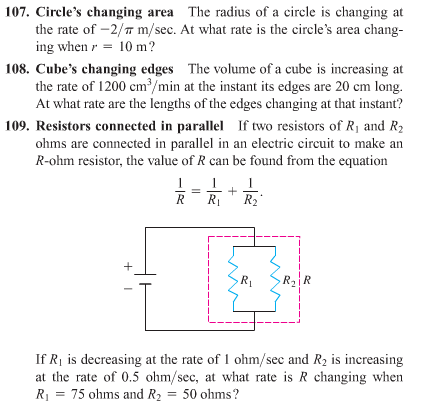 107. Circle's changing area The radius of a circle is changing at
the rate of −2/π m/sec. At what rate is the circle's area chang-
ing when r = 10 m?
108. Cube's changing edges The volume of a cube is increasing at
the rate of 1200 cm³/min at the instant its edges are 20 cm long.
At what rate are the lengths of the edges changing at that instant?
109. Resistors connected in parallel If two resistors of R₁ and R₂
ohms are connected in parallel in an electric circuit to make an
R-ohm resistor, the value of R can be found from the equation
1/R = 1/R₁ + 1/R₂.
+
−
R₁ R₂ R
If R₁ is decreasing at the rate of 1 ohm/sec and R₂ is increasing
at the rate of 0.5 ohm/sec, at what rate is R changing when
R₁ = 75 ohms and R₂ = 50 ohms?